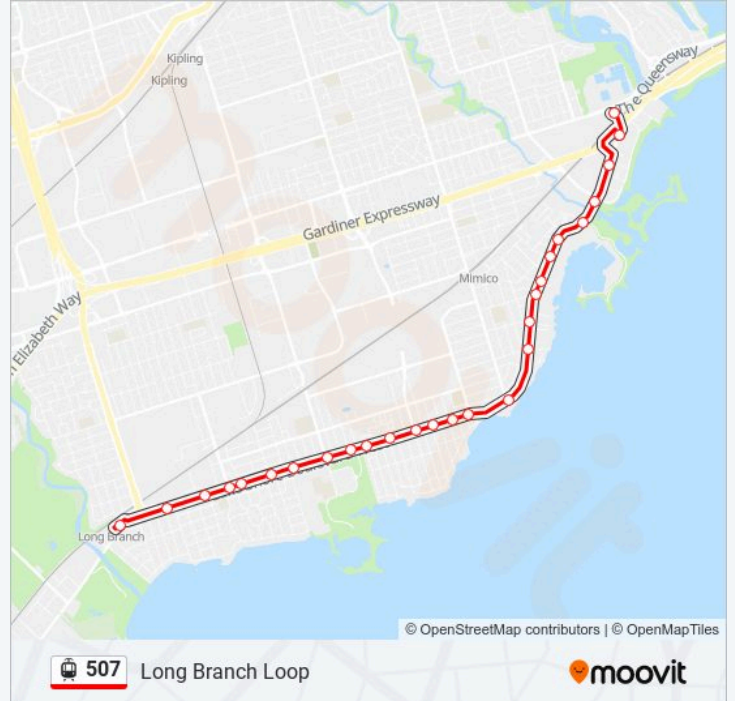 Kipling
Kipling
The Queensway
Gardiner Expressway
Mimico
Elizabeth Way
Long Branch
© OpenStreetMap contributors | © OpenMapTiles
507 Long Branch Loop
moovit